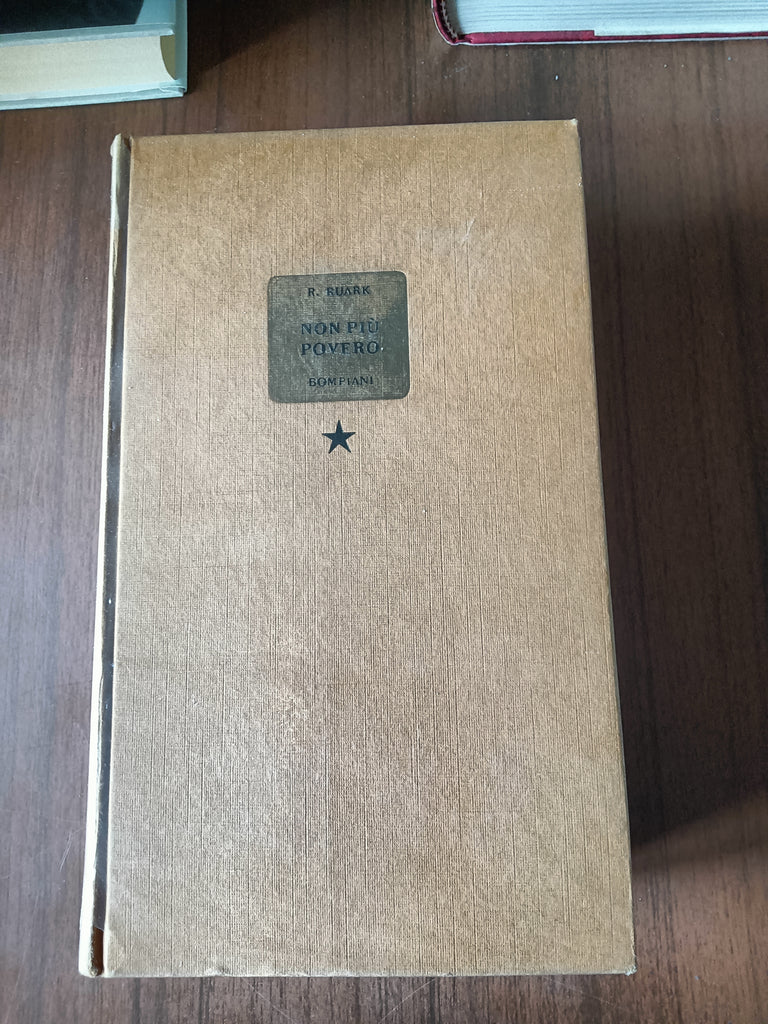 R. RUARK
NON PIÙ
POVERO
BOMPIANI